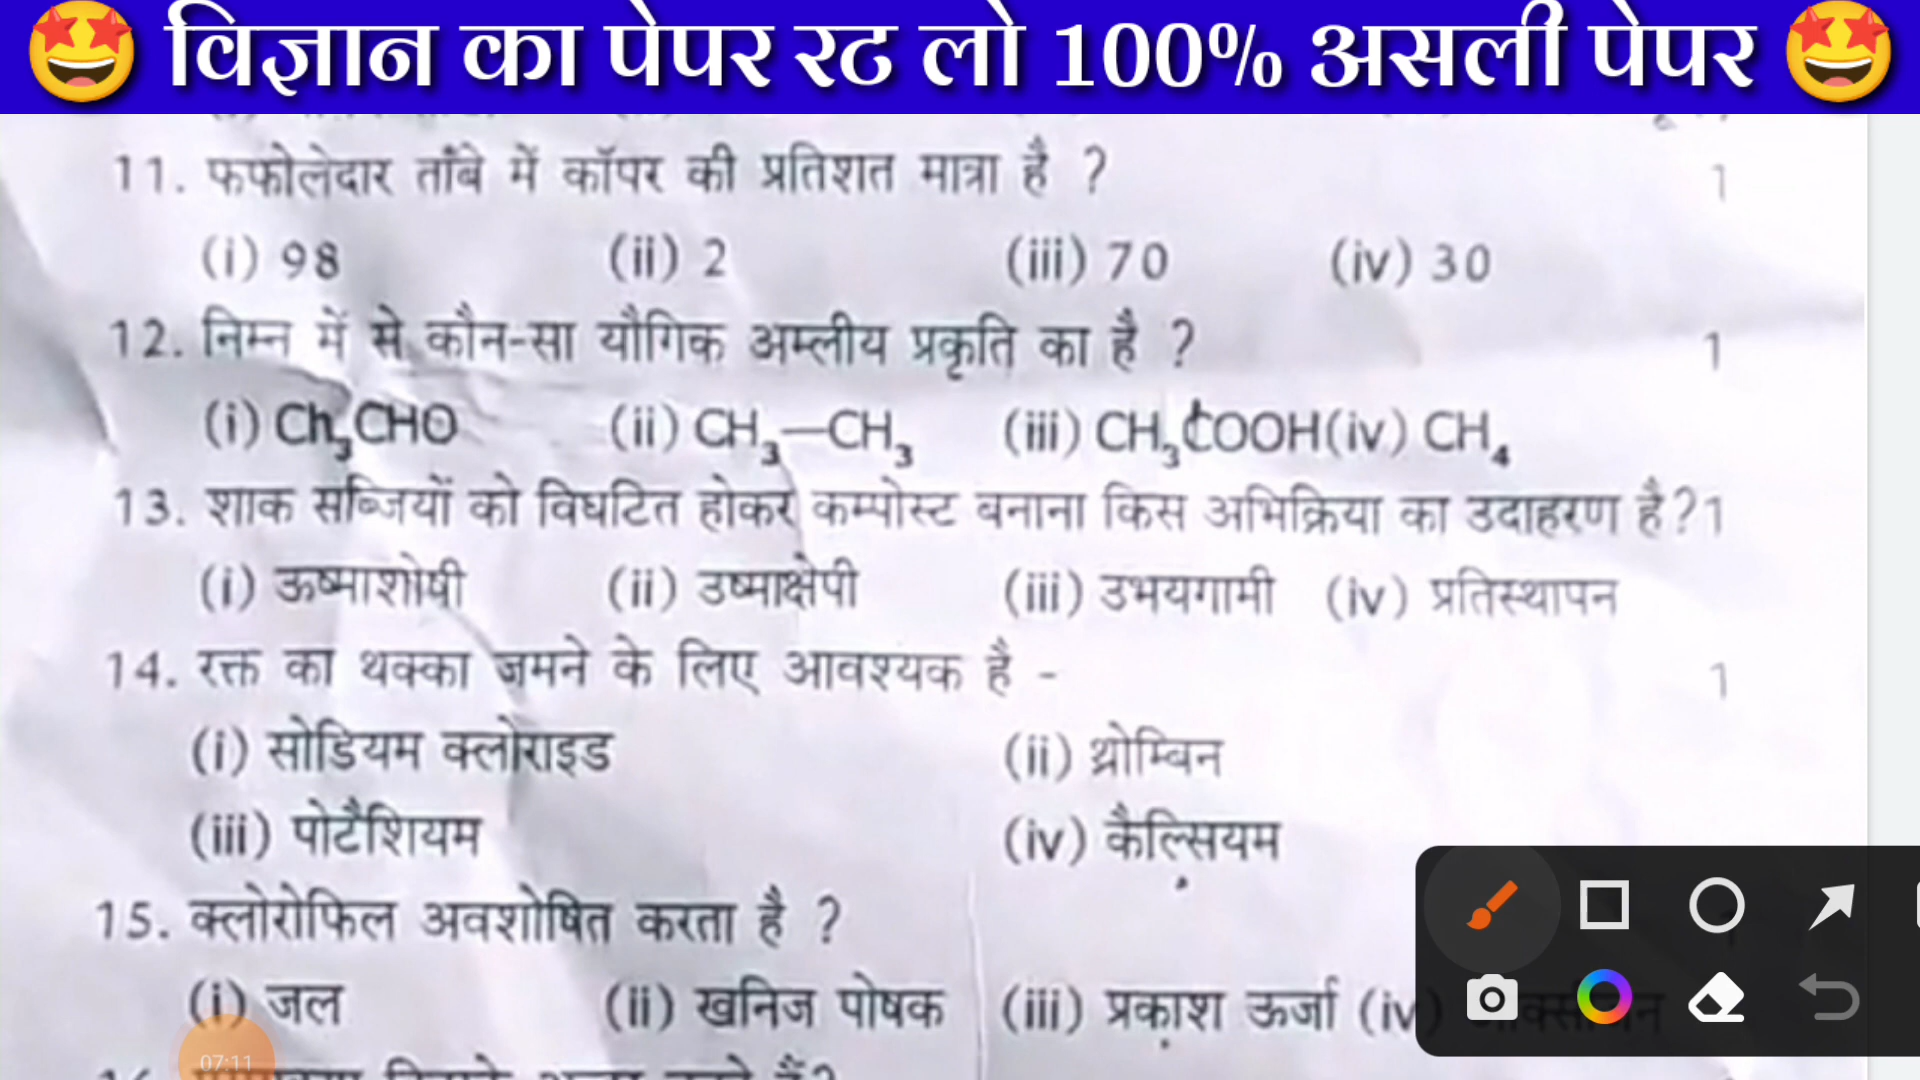 विज्ञान का पेपर रट लो 100% असली पेपर
11. फफोलेदार ताँबे में कॉपर की प्रतिशत मात्रा है ? 1
(i) 98 (ii) 2 (iii) 70 (iv) 30
12. निम्न में से कौन-सा यौगिक अम्लीय प्रकृति का है ? 1
(i) Ch₃CHO (ii) CH₃—CH₃ (iii) CH₃COOH (iv) CH₄
13. शाक सब्जियों को विघटित होकर कम्पोस्ट बनाना किस अभिक्रिया का उदाहरण है? 1
(i) ऊष्माशोषी (ii) उष्माक्षेपी (iii) उभयगामी (iv) प्रतिस्थापन
14. रक्त का थक्का जमने के लिए आवश्यक है - 1
(i) सोडियम क्लोराइड (ii) थ्रोम्बिन
(iii) पोटैशियम (iv) कैल्सियम
15. क्लोरोफिल अवशोषित करता है ?
(i) जल (ii) खनिज पोषक (iii) प्रकाश ऊर्जा (iv)
07:11